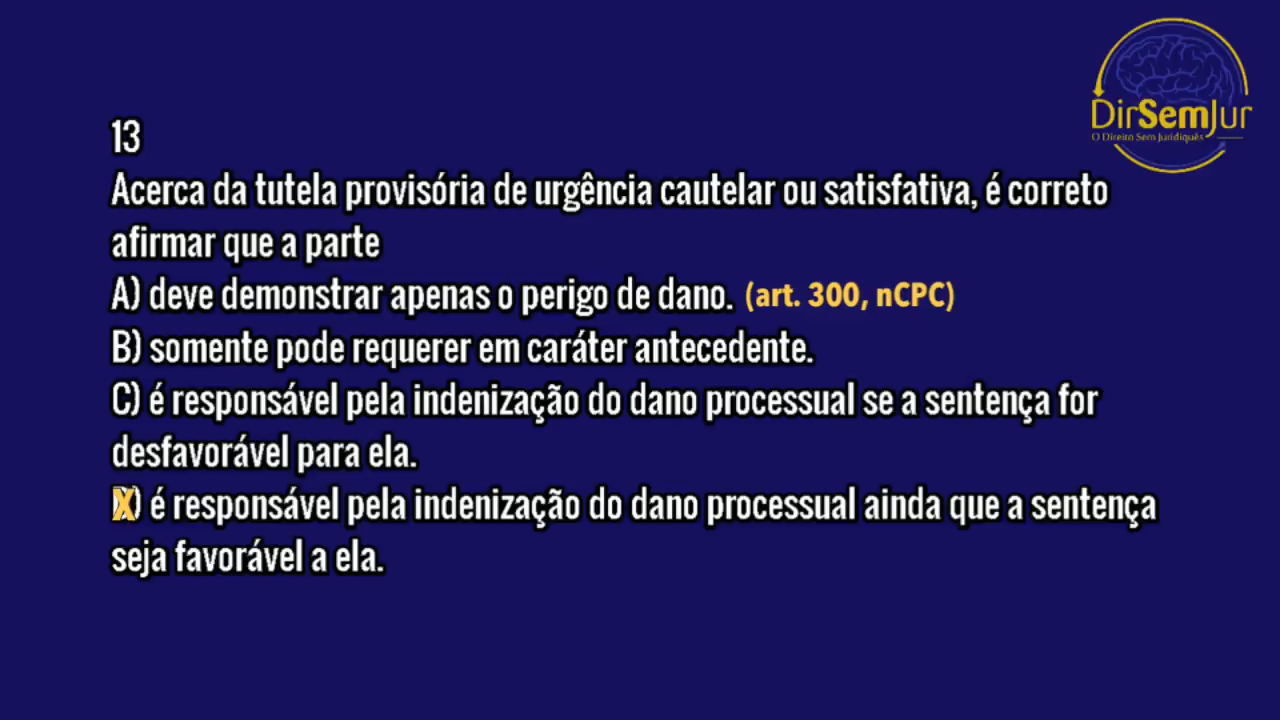 DirSemJur
O Direiro Sem Juridiquês
13
Acerca da tutela provisória de urgência cautelar ou satisfativa, é correto
afirmar que a parte
A) deve demonstrar apenas o perigo de dano. (art. 300, nCPC)
B) somente pode requerer em caráter antecedente.
C) é responsável pela indenização do dano processual se a sentença for
desfavorável para ela.
X) é responsável pela indenização do dano processual ainda que a sentença
seja favorável a ela.